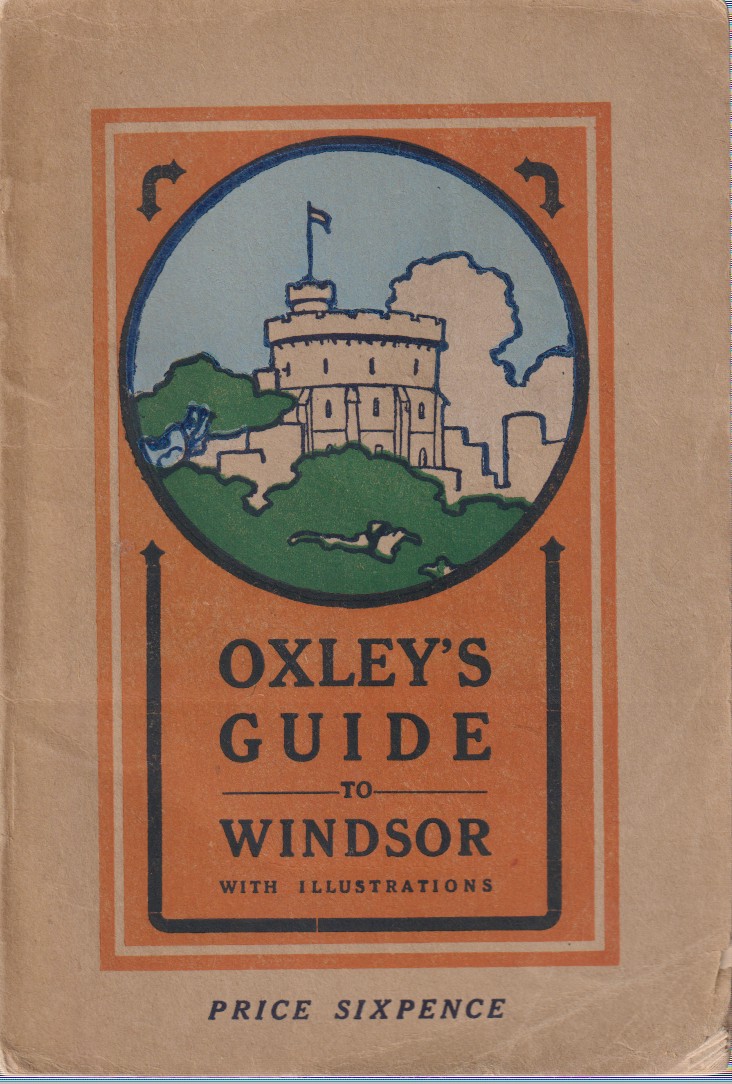 OXLEY'S
GUIDE
TO
WINDSOR
WITH ILLUSTRATIONS
PRICE SIXPENCE